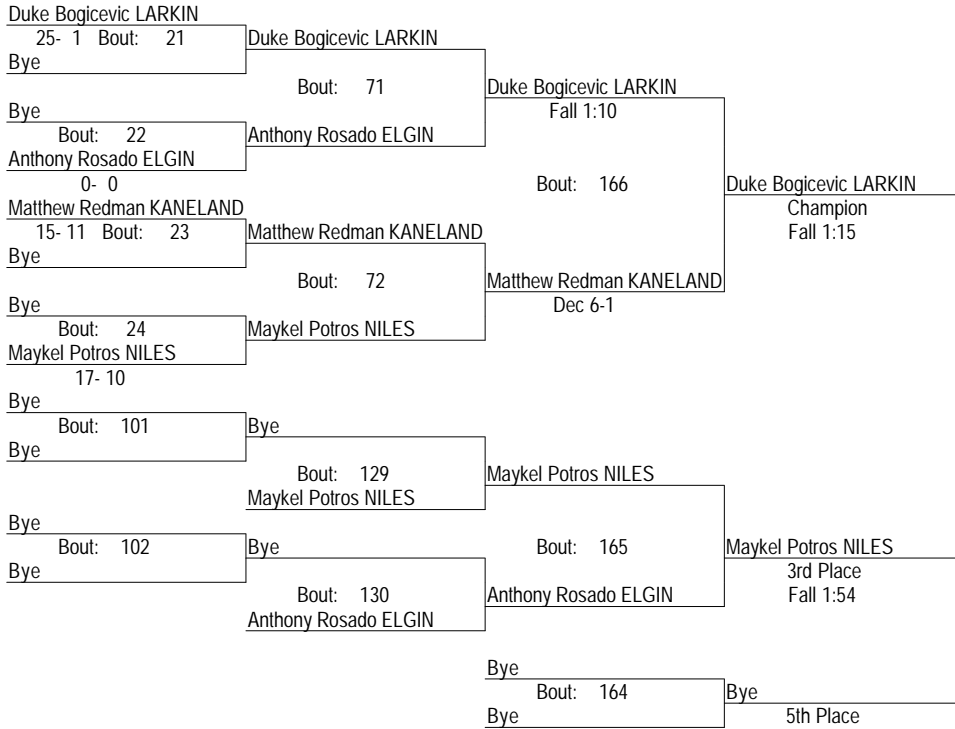 Duke Bogicevic LARKIN
25- 1 Bout: 21
Duke Bogicevic LARKIN
Bye
Bout: 71
Duke Bogicevic LARKIN
Bye
Fall 1:10
Bout: 22
Anthony Rosado ELGIN
Anthony Rosado ELGIN
0- 0
Bout: 166
Duke Bogicevic LARKIN
Matthew Redman KANELAND
Champion
15- 11 Bout: 23
Matthew Redman KANELAND
Fall 1:15
Bye
Bout: 72
Matthew Redman KANELAND
Bye
Dec 6-1
Bout: 24
Maykel Potros NILES
Maykel Potros NILES
17- 10
Bye
Bout: 101
Bye
Bye
Bout: 129
Maykel Potros NILES
Maykel Potros NILES
Bye
Bout: 102
Bye
Bout: 165
Maykel Potros NILES
Bye
3rd Place
Bout: 130
Anthony Rosado ELGIN
Fall 1:54
Anthony Rosado ELGIN
Bye
Bout: 164
Bye
Bye
5th Place